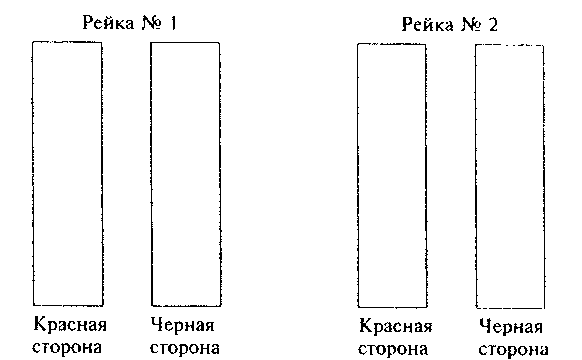 Рейка № 1
Рейка № 2
Красная
сторона
Черная
сторона
Красная
сторона
Черная
сторона